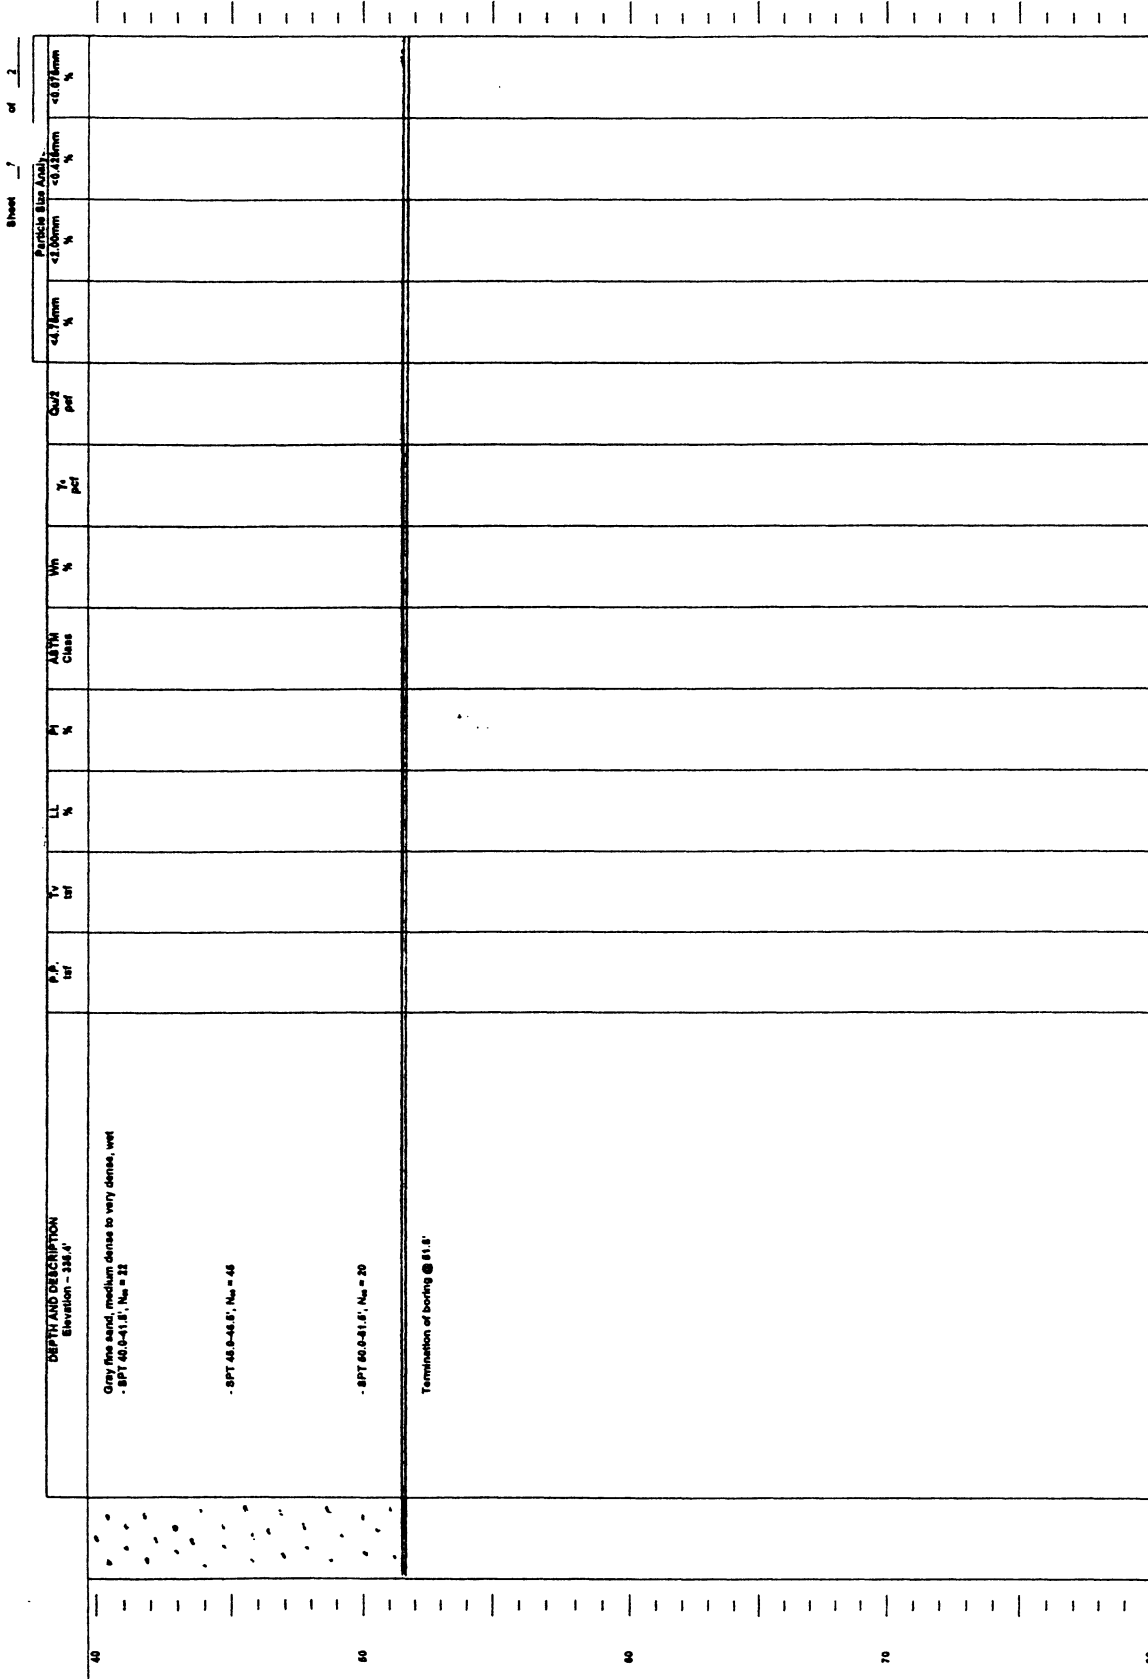 Sheet ? of 2
Particle Size Analy.
DEPTH AND DESCRIPTION
Elevation – 335.4'
P.P.
tsf
Tv
tsf
LL
%
PI
%
ASTM
Class
Wn
%
γ
pcf
Qu/2
psf
<4.75mm
%
<2.00mm
%
<0.425mm
%
<0.075mm
%
40
Gray fine sand, medium dense to very dense, wet
- SPT 40.0-41.5', N₆₀ = 22
- SPT 45.0-46.5', N₆₀ = 45
50
- SPT 50.0-51.5', N₆₀ = 20
Termination of boring @ 51.5'
60
70